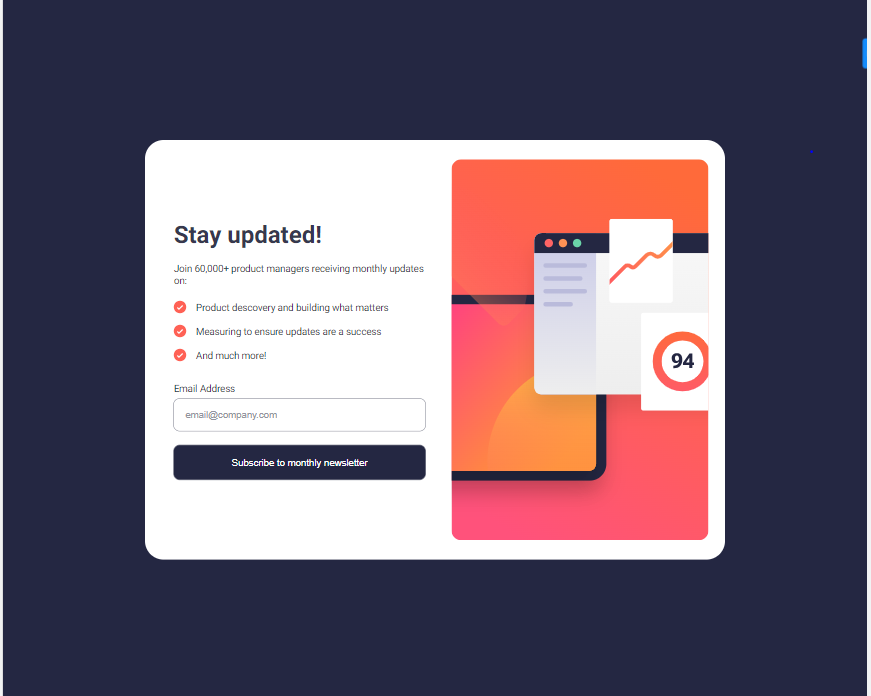 Stay updated!
Join 60,000+ product managers receiving monthly updates
on:
Product descovery and building what matters
Measuring to ensure updates are a success
And much more!
Email Address
email@company.com
Subscribe to monthly newsletter
94